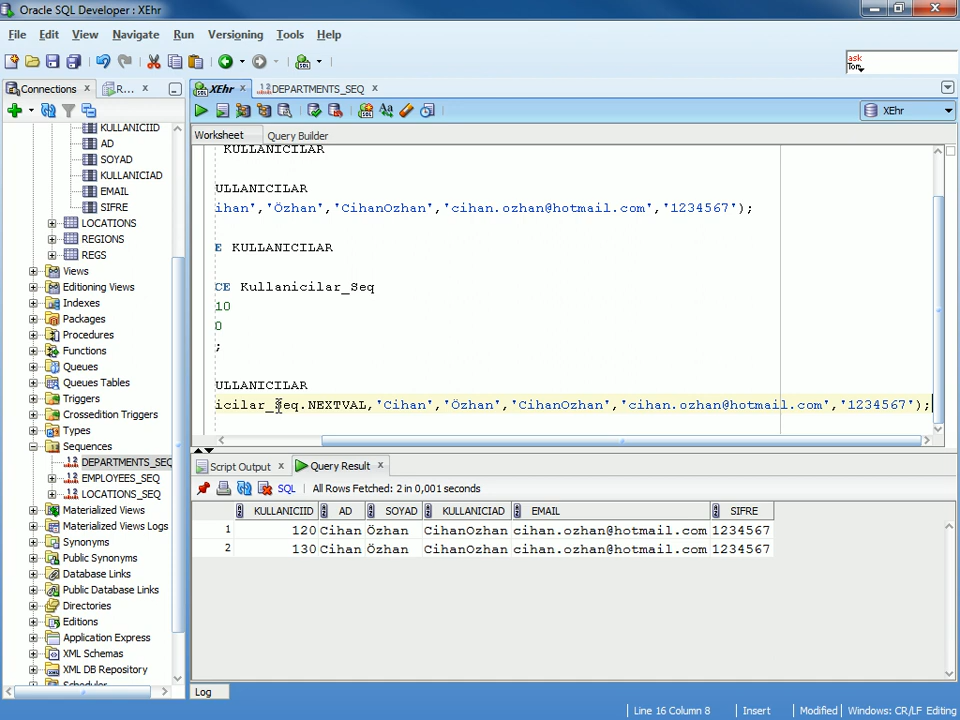 Oracle SQL Developer : XEhr
File Edit View Navigate Run Versioning Tools Help
ask
Tom
Connections R...
XEhr DEPARTMENTS_SEQ
XEhr
Worksheet Query Builder
KULLANICIID
AD
SOYAD
KULLANICIAD
EMAIL
SIFRE
LOCATIONS
REGIONS
REGS
Views
Editioning Views
Indexes
Packages
Procedures
Functions
Queues
Queues Tables
Triggers
Crossedition Triggers
Types
Sequences
DEPARTMENTS_SEQ
EMPLOYEES_SEQ
LOCATIONS_SEQ
Materialized Views
Materialized Views Logs
Synonyms
Public Synonyms
Database Links
Public Database Links
Directories
Editions
Application Express
XML Schemas
XML DB Repository
Scheduler
KULLANICILAR
ULLANICILAR
ihan','Özhan','CihanOzhan','cihan.ozhan@hotmail.com','1234567');
E KULLANICILAR
CE Kullanicilar_Seq
10
0
;
ULLANICILAR
icilar_Seq.NEXTVAL,'Cihan','Özhan','CihanOzhan','cihan.ozhan@hotmail.com','1234567');
Script Output Query Result
SQL All Rows Fetched: 2 in 0,001 seconds
KULLANICIID AD SOYAD KULLANICIAD EMAIL SIFRE
1 120 Cihan Özhan CihanOzhan cihan.ozhan@hotmail.com 1234567
2 130 Cihan Özhan CihanOzhan cihan.ozhan@hotmail.com 1234567
Log
Line 16 Column 8 Insert Modified Windows: CR/LF Editing